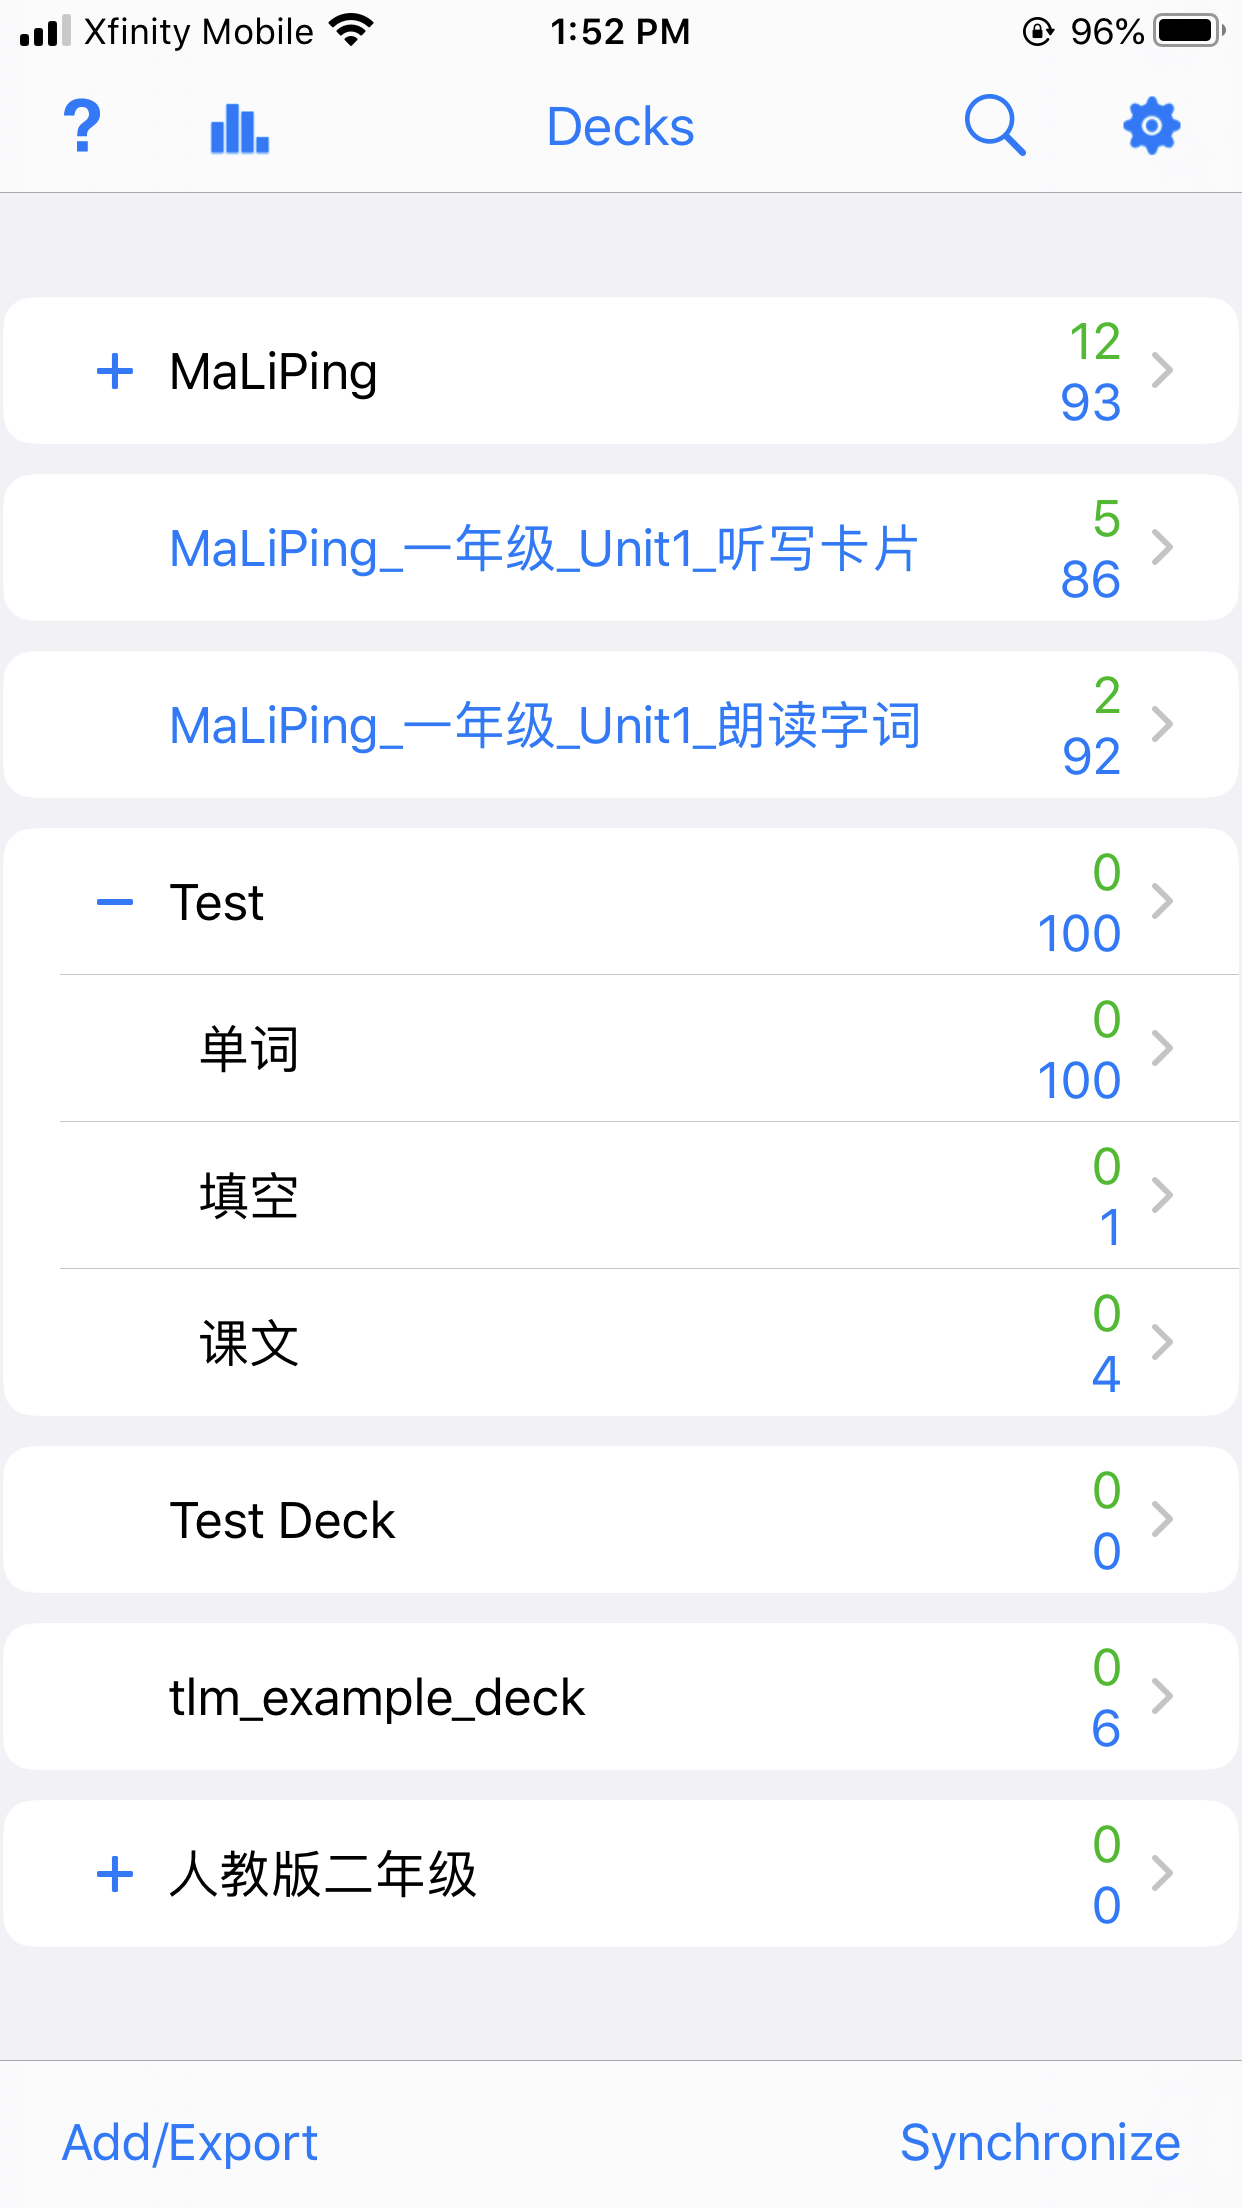 Xfinity Mobile 1:52 PM 96%
? Decks
+ MaLiPing 12
93
MaLiPing_一年级_Unit1_听写卡片 5
86
MaLiPing_一年级_Unit1_朗读字词 2
92
− Test 0
100
单词 0
100
填空 0
1
课文 0
4
Test Deck 0
0
tlm_example_deck 0
6
+ 人教版二年级 0
0
Add/Export Synchronize